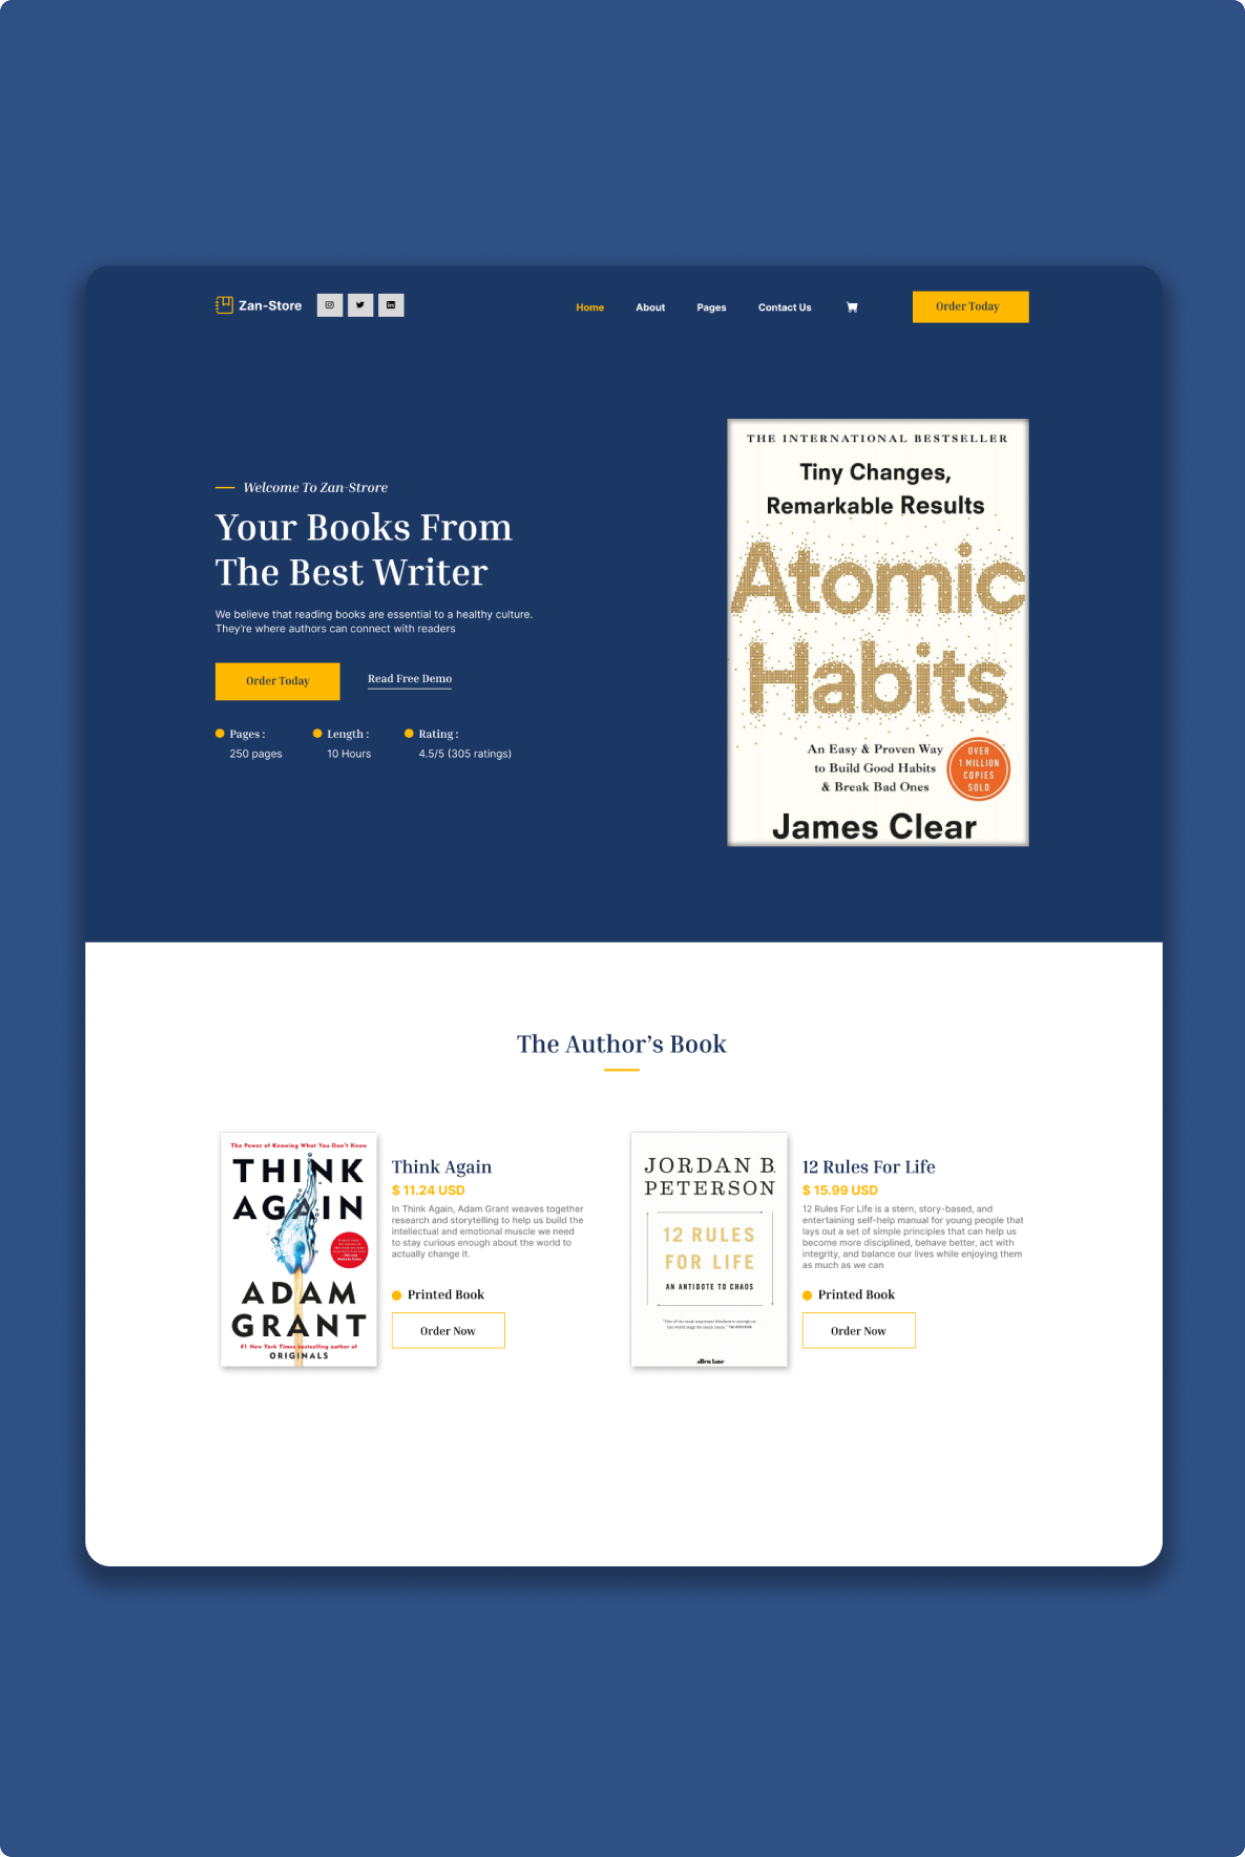 Zan-Store
Home
About
Pages
Contact Us
Order Today
Welcome To Zan-Strore
Your Books From
The Best Writer
We believe that reading books are essential to a healthy culture.
They're where authors can connect with readers
Order Today
Read Free Demo
Pages :
250 pages
Length :
10 Hours
Rating :
4.5/5 (305 ratings)
THE INTERNATIONAL BESTSELLER
Tiny Changes,
Remarkable Results
Atomic
Habits
An Easy & Proven Way
to Build Good Habits
& Break Bad Ones
OVER
1 MILLION
COPIES
SOLD
James Clear
The Author's Book
The Power of Knowing What You Don't Know
THINK
AGAIN
ADAM
GRANT
#1 New York Times bestselling author of
ORIGINALS
Think Again
$ 11.24 USD
In Think Again, Adam Grant weaves together
research and storytelling to help us build the
intellectual and emotional muscle we need
to stay curious enough about the world to
actually change it.
Printed Book
Order Now
JORDAN B.
PETERSON
12 RULES
FOR LIFE
AN ANTIDOTE TO CHAOS
allen lane
12 Rules For Life
$ 15.99 USD
12 Rules For Life is a stern, story-based, and
entertaining self-help manual for young people that
lays out a set of simple principles that can help us
become more disciplined, behave better, act with
integrity, and balance our lives while enjoying them
as much as we can
Printed Book
Order Now